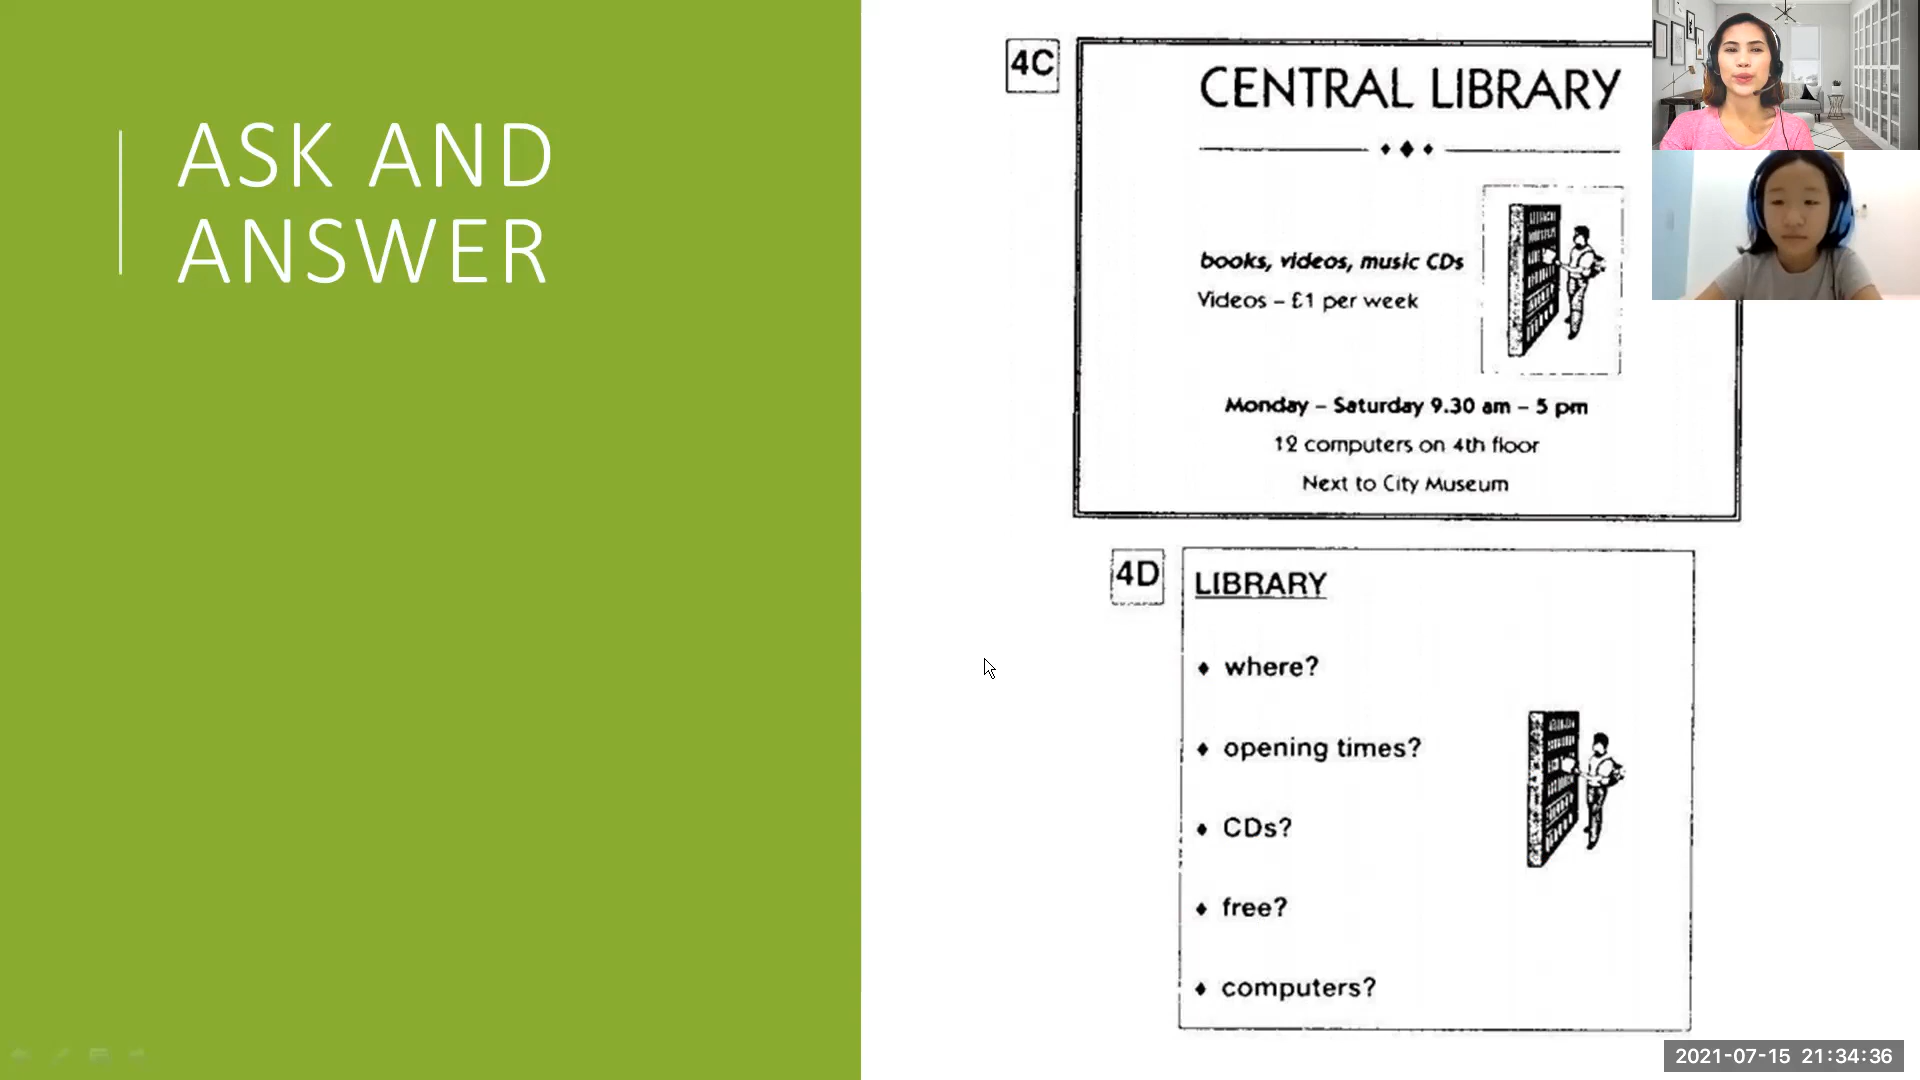 ASK AND
ANSWER
4C
CENTRAL LIBRARY
books, videos, music CDs
Videos – £1 per week
Monday – Saturday 9.30 am – 5 pm
12 computers on 4th floor
Next to City Museum
4D
LIBRARY
♦ where?
♦ opening times?
♦ CDs?
♦ free?
♦ computers?
2021-07-15 21:34:36